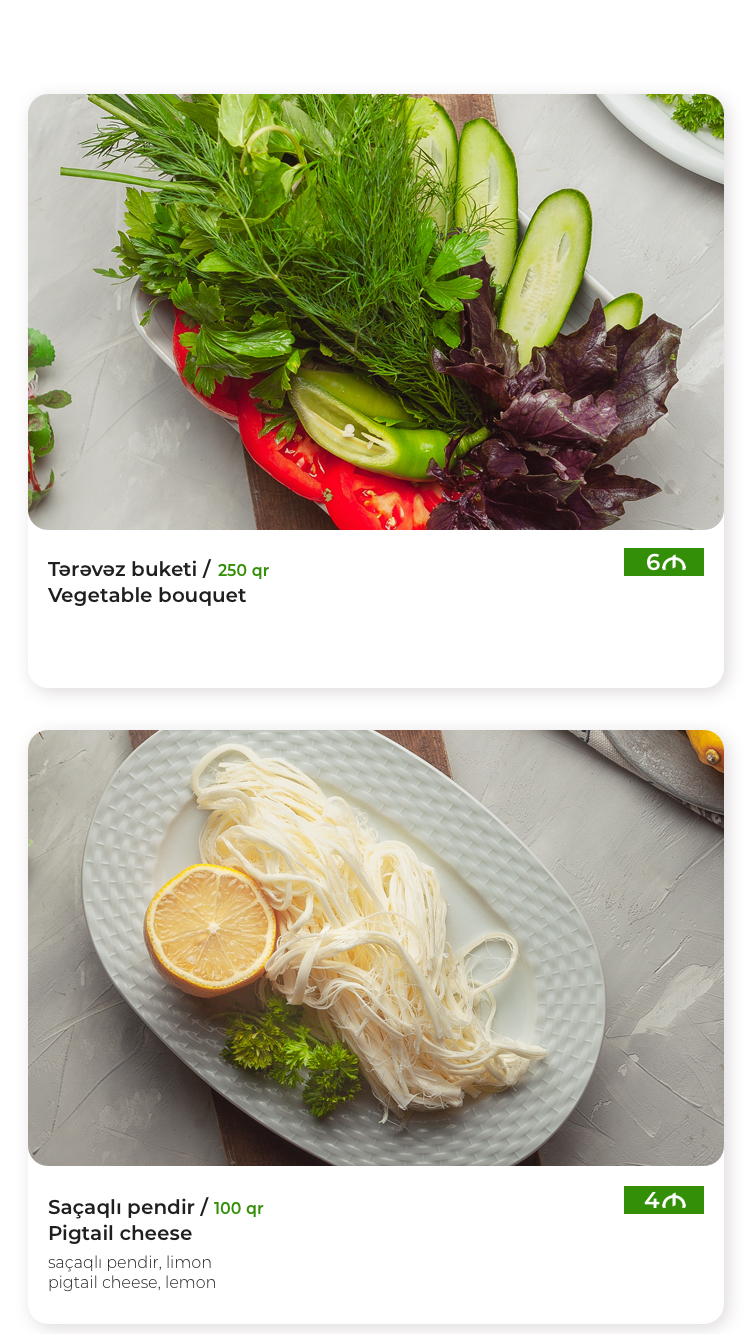 Tərəvəz buketi / 250 qr
Vegetable bouquet
6₼
Saçaqlı pendir / 100 qr
Pigtail cheese
4₼
saçaqlı pendir, limon
pigtail cheese, lemon